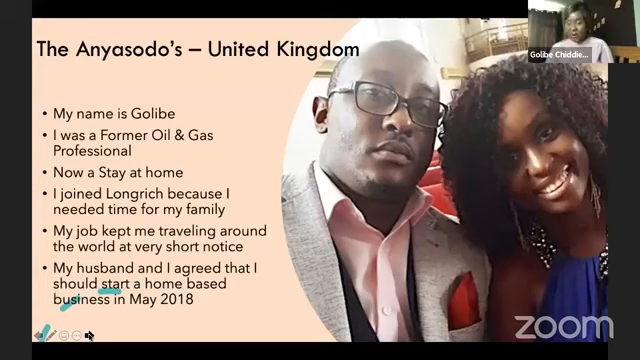 The Anyasodo's – United Kingdom
Golibe Chiddie...
• My name is Golibe
• I was a Former Oil & Gas
Professional
• Now a Stay at home
• I joined Longrich because I
needed time for my family
• My job kept me traveling around
the world at very short notice
• My husband and I agreed that I
should start a home based
business in May 2018
zoom